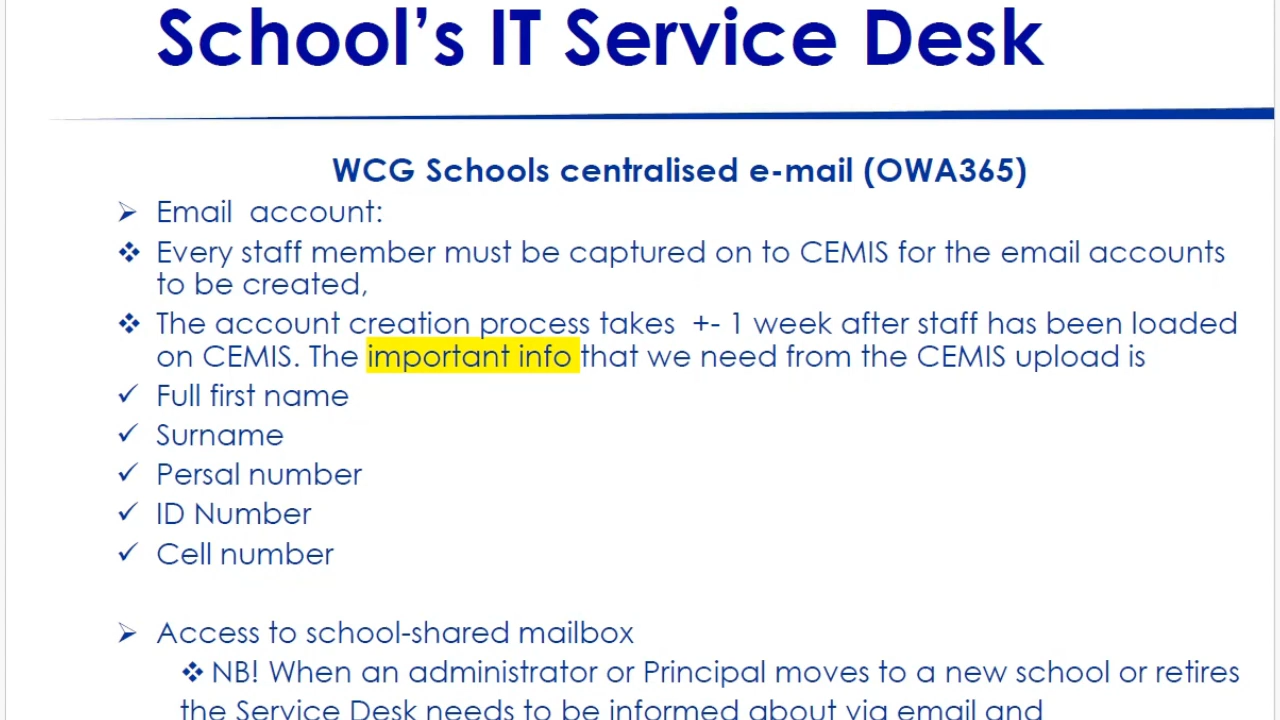 School’s IT Service Desk
WCG Schools centralised e-mail (OWA365)
➢ Email account:
❖ Every staff member must be captured on to CEMIS for the email accounts
to be created,
❖ The account creation process takes +- 1 week after staff has been loaded
on CEMIS. The important info that we need from the CEMIS upload is
✓ Full first name
✓ Surname
✓ Persal number
✓ ID Number
✓ Cell number
➢ Access to school-shared mailbox
❖ NB! When an administrator or Principal moves to a new school or retires
the Service Desk needs to be informed about via email and